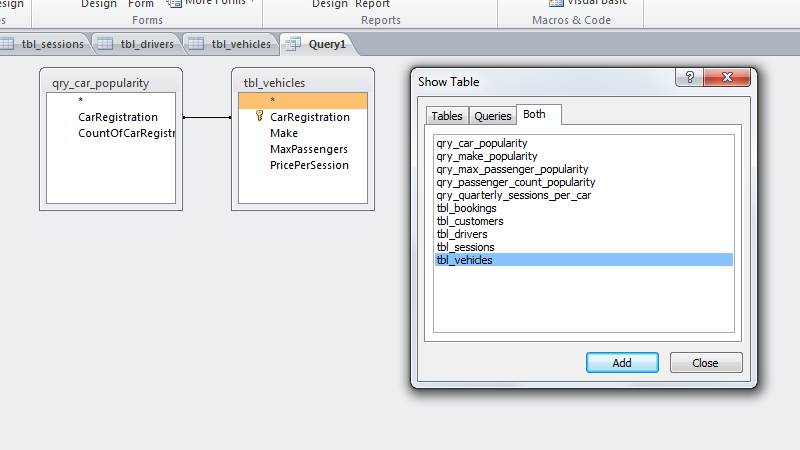 Design Form More Forms Design Report Visual Basic
Forms Reports Macros & Code
tbl_sessions tbl_drivers tbl_vehicles Query1
qry_car_popularity
*
CarRegistration
CountOfCarRegistr
tbl_vehicles
*
CarRegistration
Make
MaxPassengers
PricePerSession
Show Table
?
Tables Queries Both
qry_car_popularity
qry_make_popularity
qry_max_passenger_popularity
qry_passenger_count_popularity
qry_quarterly_sessions_per_car
tbl_bookings
tbl_customers
tbl_drivers
tbl_sessions
tbl_vehicles
Add Close